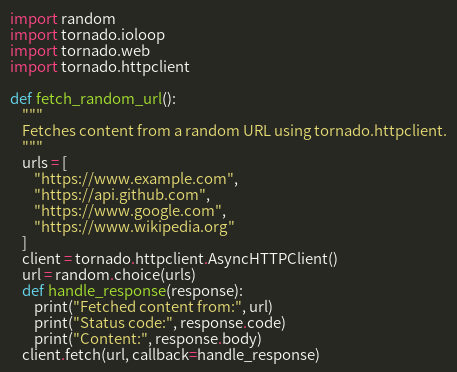 import random
import tornado.ioloop
import tornado.web
import tornado.httpclient

def fetch_random_url():
    """
    Fetches content from a random URL using tornado.httpclient.
    """
    urls = [
        "https://www.example.com",
        "https://api.github.com",
        "https://www.google.com",
        "https://www.wikipedia.org"
    ]
    client = tornado.httpclient.AsyncHTTPClient()
    url = random.choice(urls)
    def handle_response(response):
        print("Fetched content from:", url)
        print("Status code:", response.code)
        print("Content:", response.body)
    client.fetch(url, callback=handle_response)